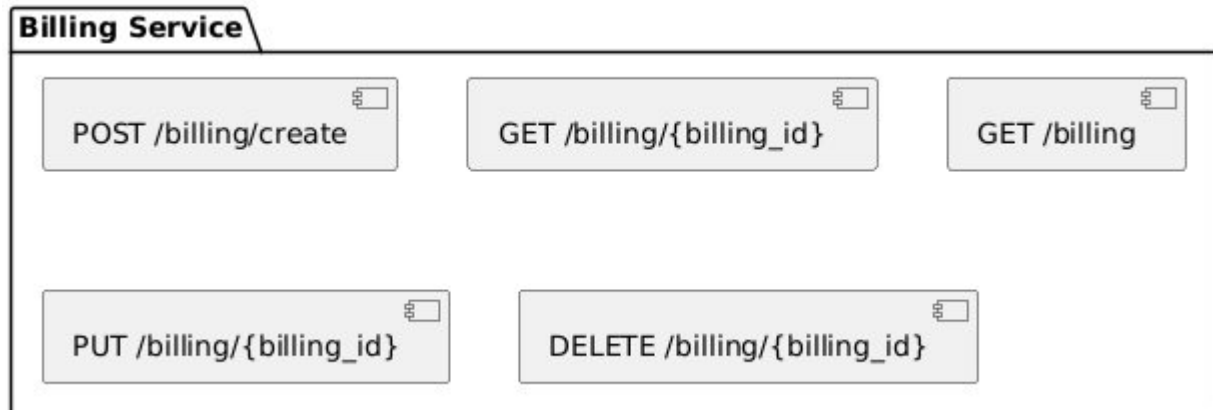 Billing Service
POST /billing/create
GET /billing/{billing_id}
GET /billing
PUT /billing/{billing_id}
DELETE /billing/{billing_id}